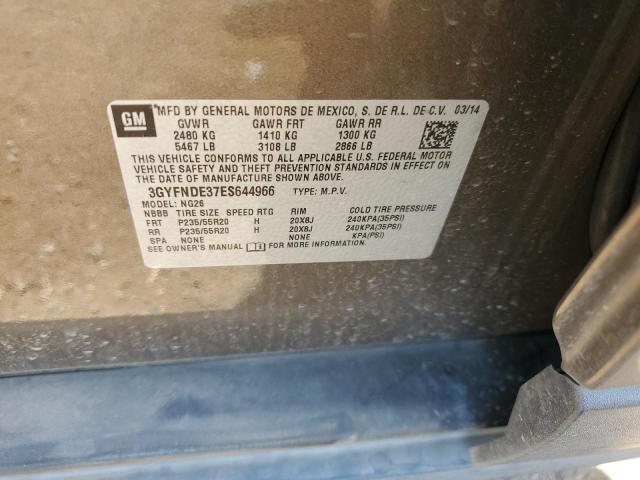 GM
MFD BY GENERAL MOTORS DE MEXICO, S. DE R.L. DE C.V. 03/14
GVWR GAWR FRT GAWR RR
2480 KG 1410 KG 1300 KG
5467 LB 3108 LB 2866 LB
THIS VEHICLE CONFORMS TO ALL APPLICABLE U.S. FEDERAL MOTOR
VEHICLE SAFETY AND THEFT PREVENTION STANDARDS IN EFFECT ON
THE DATE OF MANUFACTURE SHOWN ABOVE.
3GYFNDE37ES644966 TYPE: M.P.V.
MODEL: NG26
NBBB TIRE SIZE SPEED RTG RIM COLD TIRE PRESSURE
FRT P235/55R20 H 20X8J 240KPA(35PSI)
RR P235/55R20 H 20X8J 240KPA(35PSI)
SPA NONE NONE KPA(PSI)
SEE OWNER'S MANUAL FOR MORE INFORMATION.